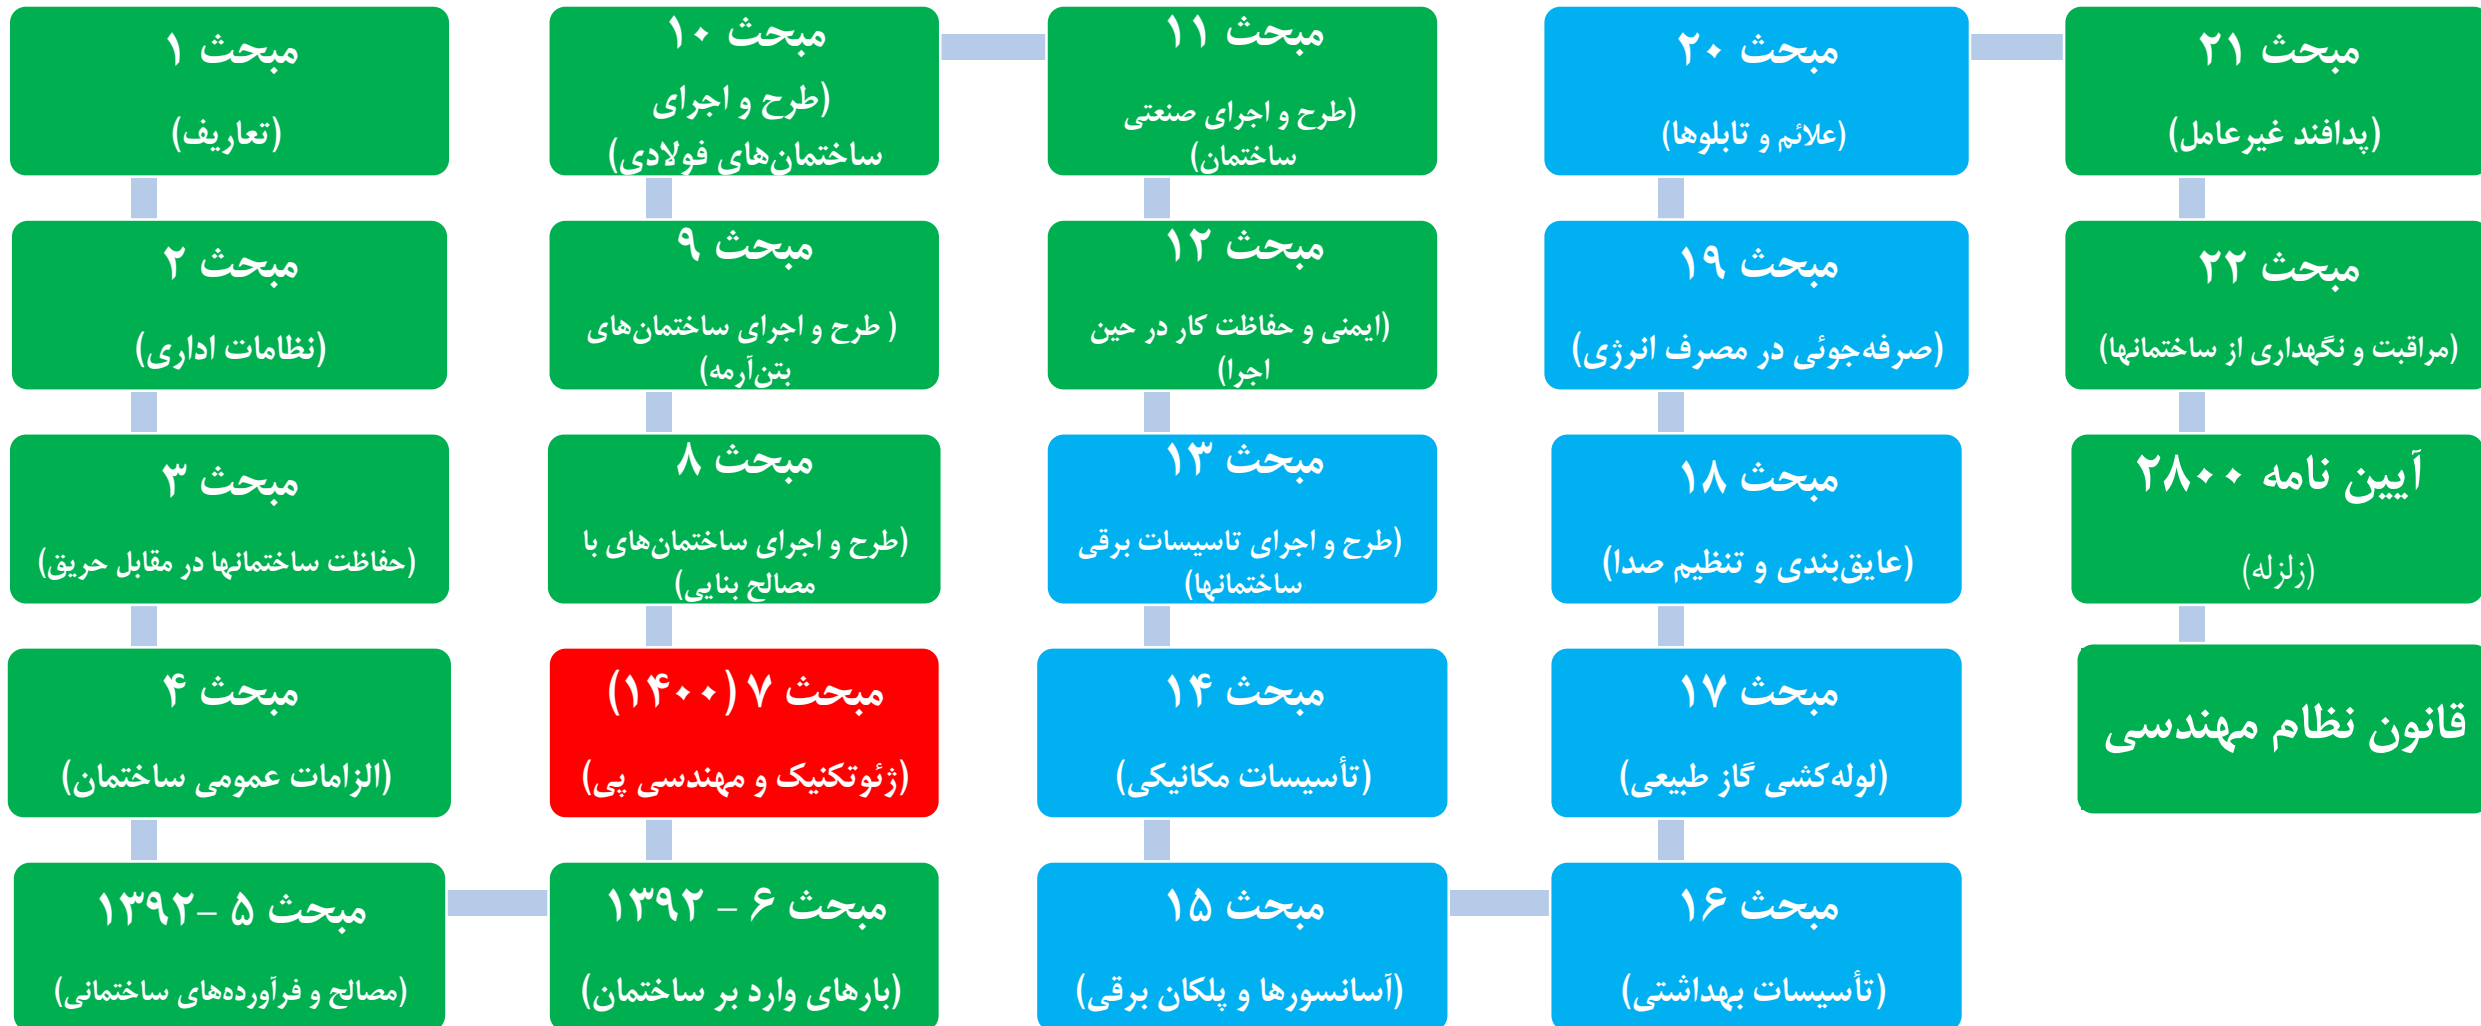 مبحث ۱
(تعاریف)
مبحث ۲
(نظامات اداری)
مبحث ۳
(حفاظت ساختمانها در مقابل حریق)
مبحث ۴
(الزامات عمومی ساختمان)
مبحث ۵ –۱۳۹۲
(مصالح و فرآورده‌های ساختمانی)
مبحث ۶ – ۱۳۹۲
(بارهای وارد بر ساختمان)
مبحث ۷ (۱۴۰۰)
(ژئوتکنیک و مهندسی پی)
مبحث ۸
(طرح و اجرای ساختمان‌های با
مصالح بنایی)
مبحث ۹
( طرح و اجرای ساختمان‌های
بتن‌آرمه)
مبحث ۱۰
(طرح و اجرای
ساختمان‌های فولادی)
مبحث ۱۱
(طرح و اجرای صنعتی
ساختمان)
مبحث ۱۲
(ایمنی و حفاظت کار در حین
اجرا)
مبحث ۱۳
(طرح و اجرای تاسیسات برقی
ساختمانها)
مبحث ۱۴
(تأسیسات مکانیکی)
مبحث ۱۵
(آسانسورها و پلکان برقی)
مبحث ۱۶
(تأسیسات بهداشتی)
مبحث ۱۷
(لوله‌کشی گاز طبیعی)
مبحث ۱۸
(عایق‌بندی و تنظیم صدا)
مبحث ۱۹
(صرفه‌جوئی در مصرف انرژی)
مبحث ۲۰
(علائم و تابلوها)
مبحث ۲۱
(پدافند غیرعامل)
مبحث ۲۲
(مراقبت و نگهداری از ساختمانها)
آیین نامه ۲۸۰۰
(زلزله)
قانون نظام مهندسی